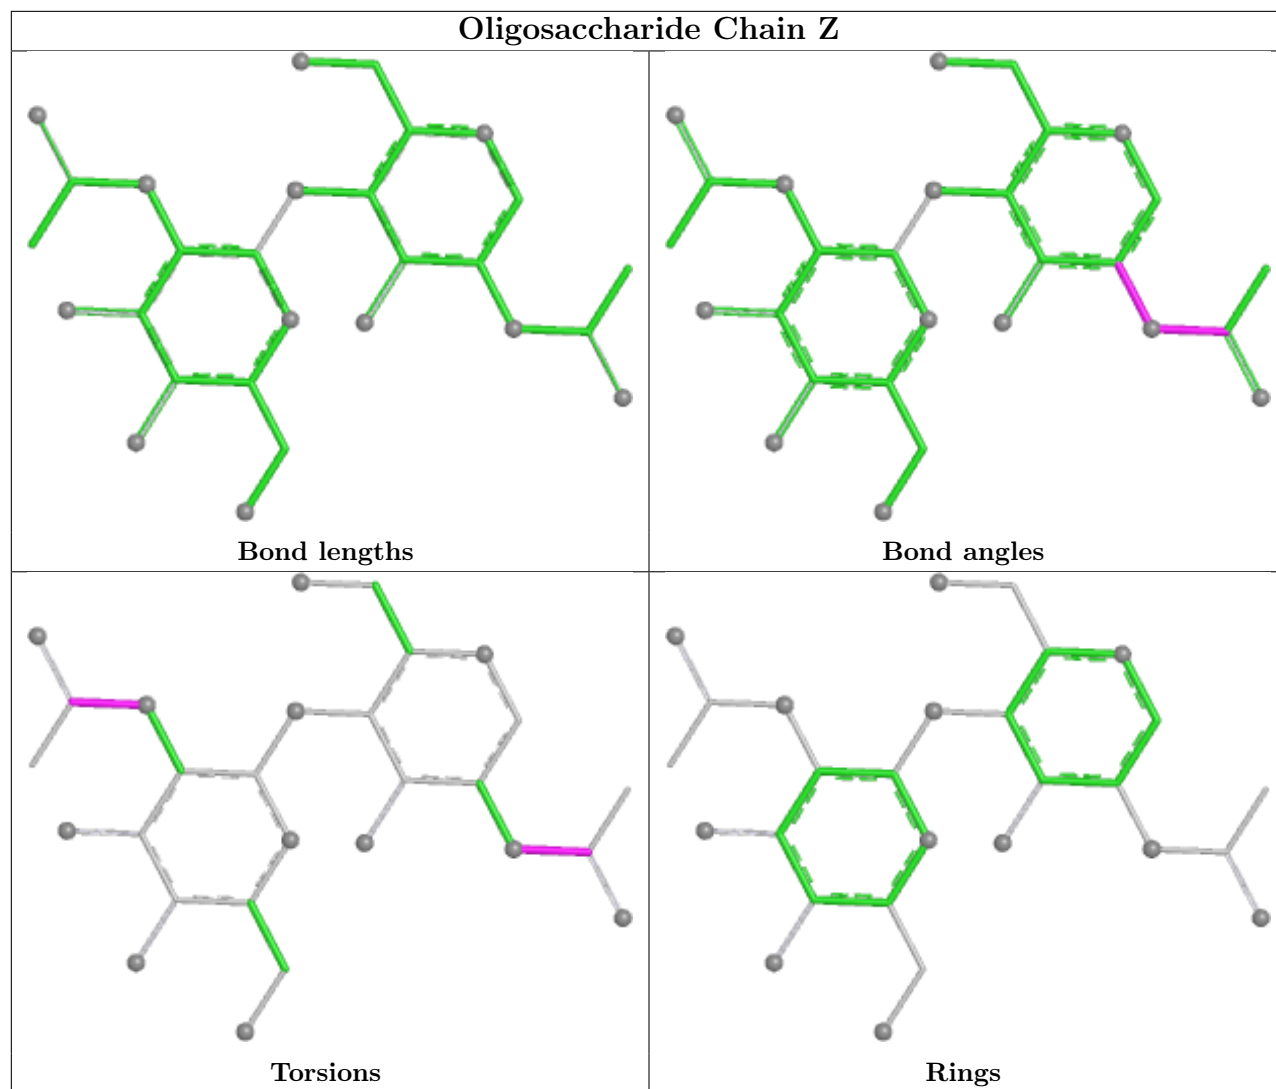 Oligosaccharide Chain Z
Bond lengths
Bond angles
Torsions
Rings